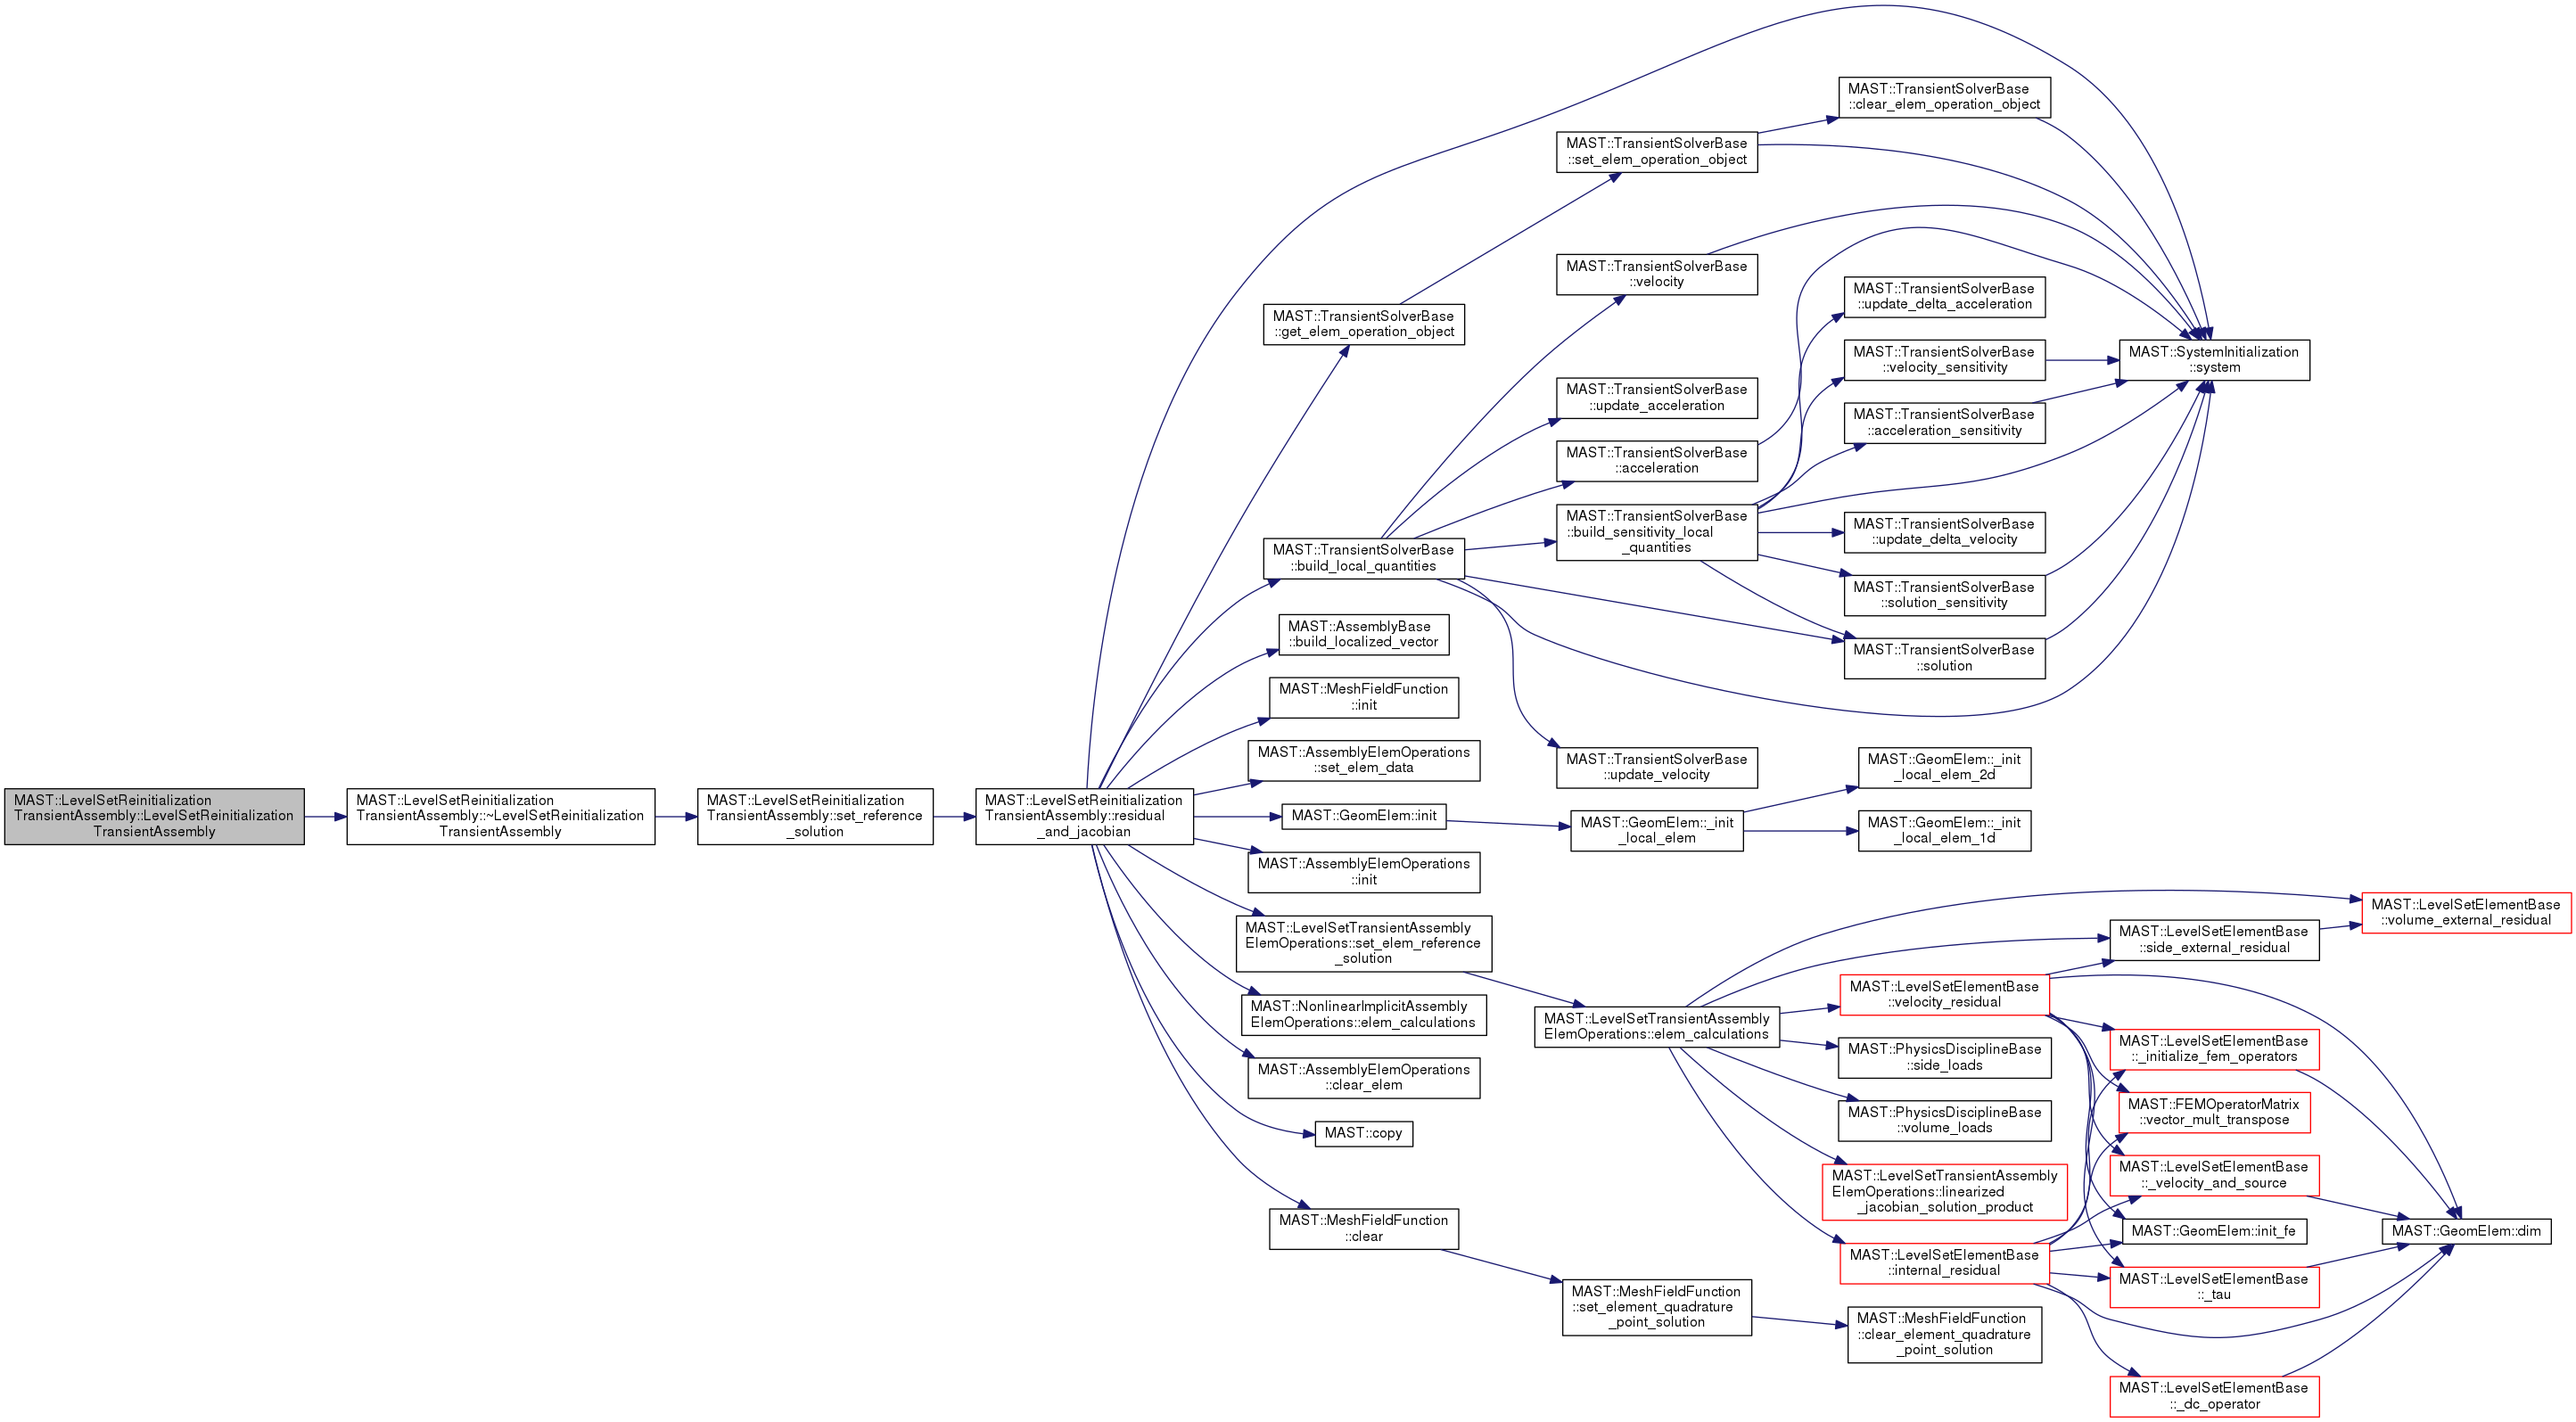 MAST::LevelSetReinitialization
TransientAssembly::LevelSetReinitialization
TransientAssembly
MAST::LevelSetReinitialization
TransientAssembly::~LevelSetReinitialization
TransientAssembly
MAST::LevelSetReinitialization
TransientAssembly::set_reference
_solution
MAST::LevelSetReinitialization
TransientAssembly::residual
_and_jacobian
MAST::TransientSolverBase
::get_elem_operation_object
MAST::TransientSolverBase
::build_local_quantities
MAST::AssemblyBase
::build_localized_vector
MAST::MeshFieldFunction
::init
MAST::AssemblyElemOperations
::set_elem_data
MAST::GeomElem::init
MAST::AssemblyElemOperations
::init
MAST::LevelSetTransientAssembly
ElemOperations::set_elem_reference
_solution
MAST::NonlinearImplicitAssembly
ElemOperations::elem_calculations
MAST::AssemblyElemOperations
::clear_elem
MAST::copy
MAST::MeshFieldFunction
::clear
MAST::TransientSolverBase
::set_elem_operation_object
MAST::TransientSolverBase
::velocity
MAST::TransientSolverBase
::update_acceleration
MAST::TransientSolverBase
::acceleration
MAST::TransientSolverBase
::build_sensitivity_local
_quantities
MAST::TransientSolverBase
::update_velocity
MAST::GeomElem::_init
_local_elem
MAST::LevelSetTransientAssembly
ElemOperations::elem_calculations
MAST::MeshFieldFunction
::set_element_quadrature
_point_solution
MAST::TransientSolverBase
::clear_elem_operation_object
MAST::TransientSolverBase
::update_delta_acceleration
MAST::TransientSolverBase
::velocity_sensitivity
MAST::TransientSolverBase
::acceleration_sensitivity
MAST::TransientSolverBase
::update_delta_velocity
MAST::TransientSolverBase
::solution_sensitivity
MAST::TransientSolverBase
::solution
MAST::GeomElem::_init
_local_elem_2d
MAST::GeomElem::_init
_local_elem_1d
MAST::LevelSetElementBase
::velocity_residual
MAST::PhysicsDisciplineBase
::side_loads
MAST::PhysicsDisciplineBase
::volume_loads
MAST::LevelSetTransientAssembly
ElemOperations::linearized
_jacobian_solution_product
MAST::LevelSetElementBase
::internal_residual
MAST::MeshFieldFunction
::clear_element_quadrature
_point_solution
MAST::SystemInitialization
::system
MAST::LevelSetElementBase
::side_external_residual
MAST::LevelSetElementBase
::_initialize_fem_operators
MAST::FEMOperatorMatrix
::vector_mult_transpose
MAST::LevelSetElementBase
::_velocity_and_source
MAST::GeomElem::init_fe
MAST::LevelSetElementBase
::_tau
MAST::LevelSetElementBase
::_dc_operator
MAST::LevelSetElementBase
::volume_external_residual
MAST::GeomElem::dim